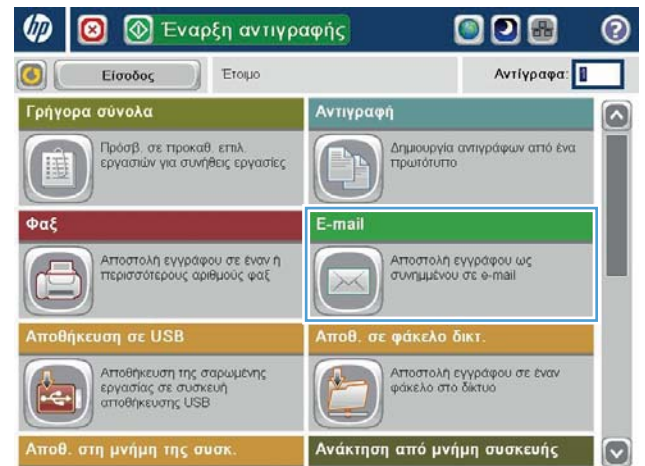 hp
Έναρξη αντιγραφής
?
Είσοδος
Έτοιμο
Αντίγραφα: 1
Γρήγορα σύνολα
Πρόσβ. σε προκαθ. επιλ.
εργασιών για συνήθεις εργασίες
Αντιγραφή
Δημιουργία αντιγράφων από ένα
πρωτότυπο
Φαξ
Αποστολή εγγράφου σε έναν ή
περισσότερους αριθμούς φαξ
E-mail
Αποστολή εγγράφου ως
συνημμένου σε e-mail
Αποθήκευση σε USB
Αποθήκευση της σαρωμένης
εργασίας σε συσκευή
αποθήκευσης USB
Αποθ. σε φάκελο δικτ.
Αποστολή εγγράφου σε έναν
φάκελο στο δίκτυο
Αποθ. στη μνήμη της συσκ.
Ανάκτηση από μνήμη συσκευής